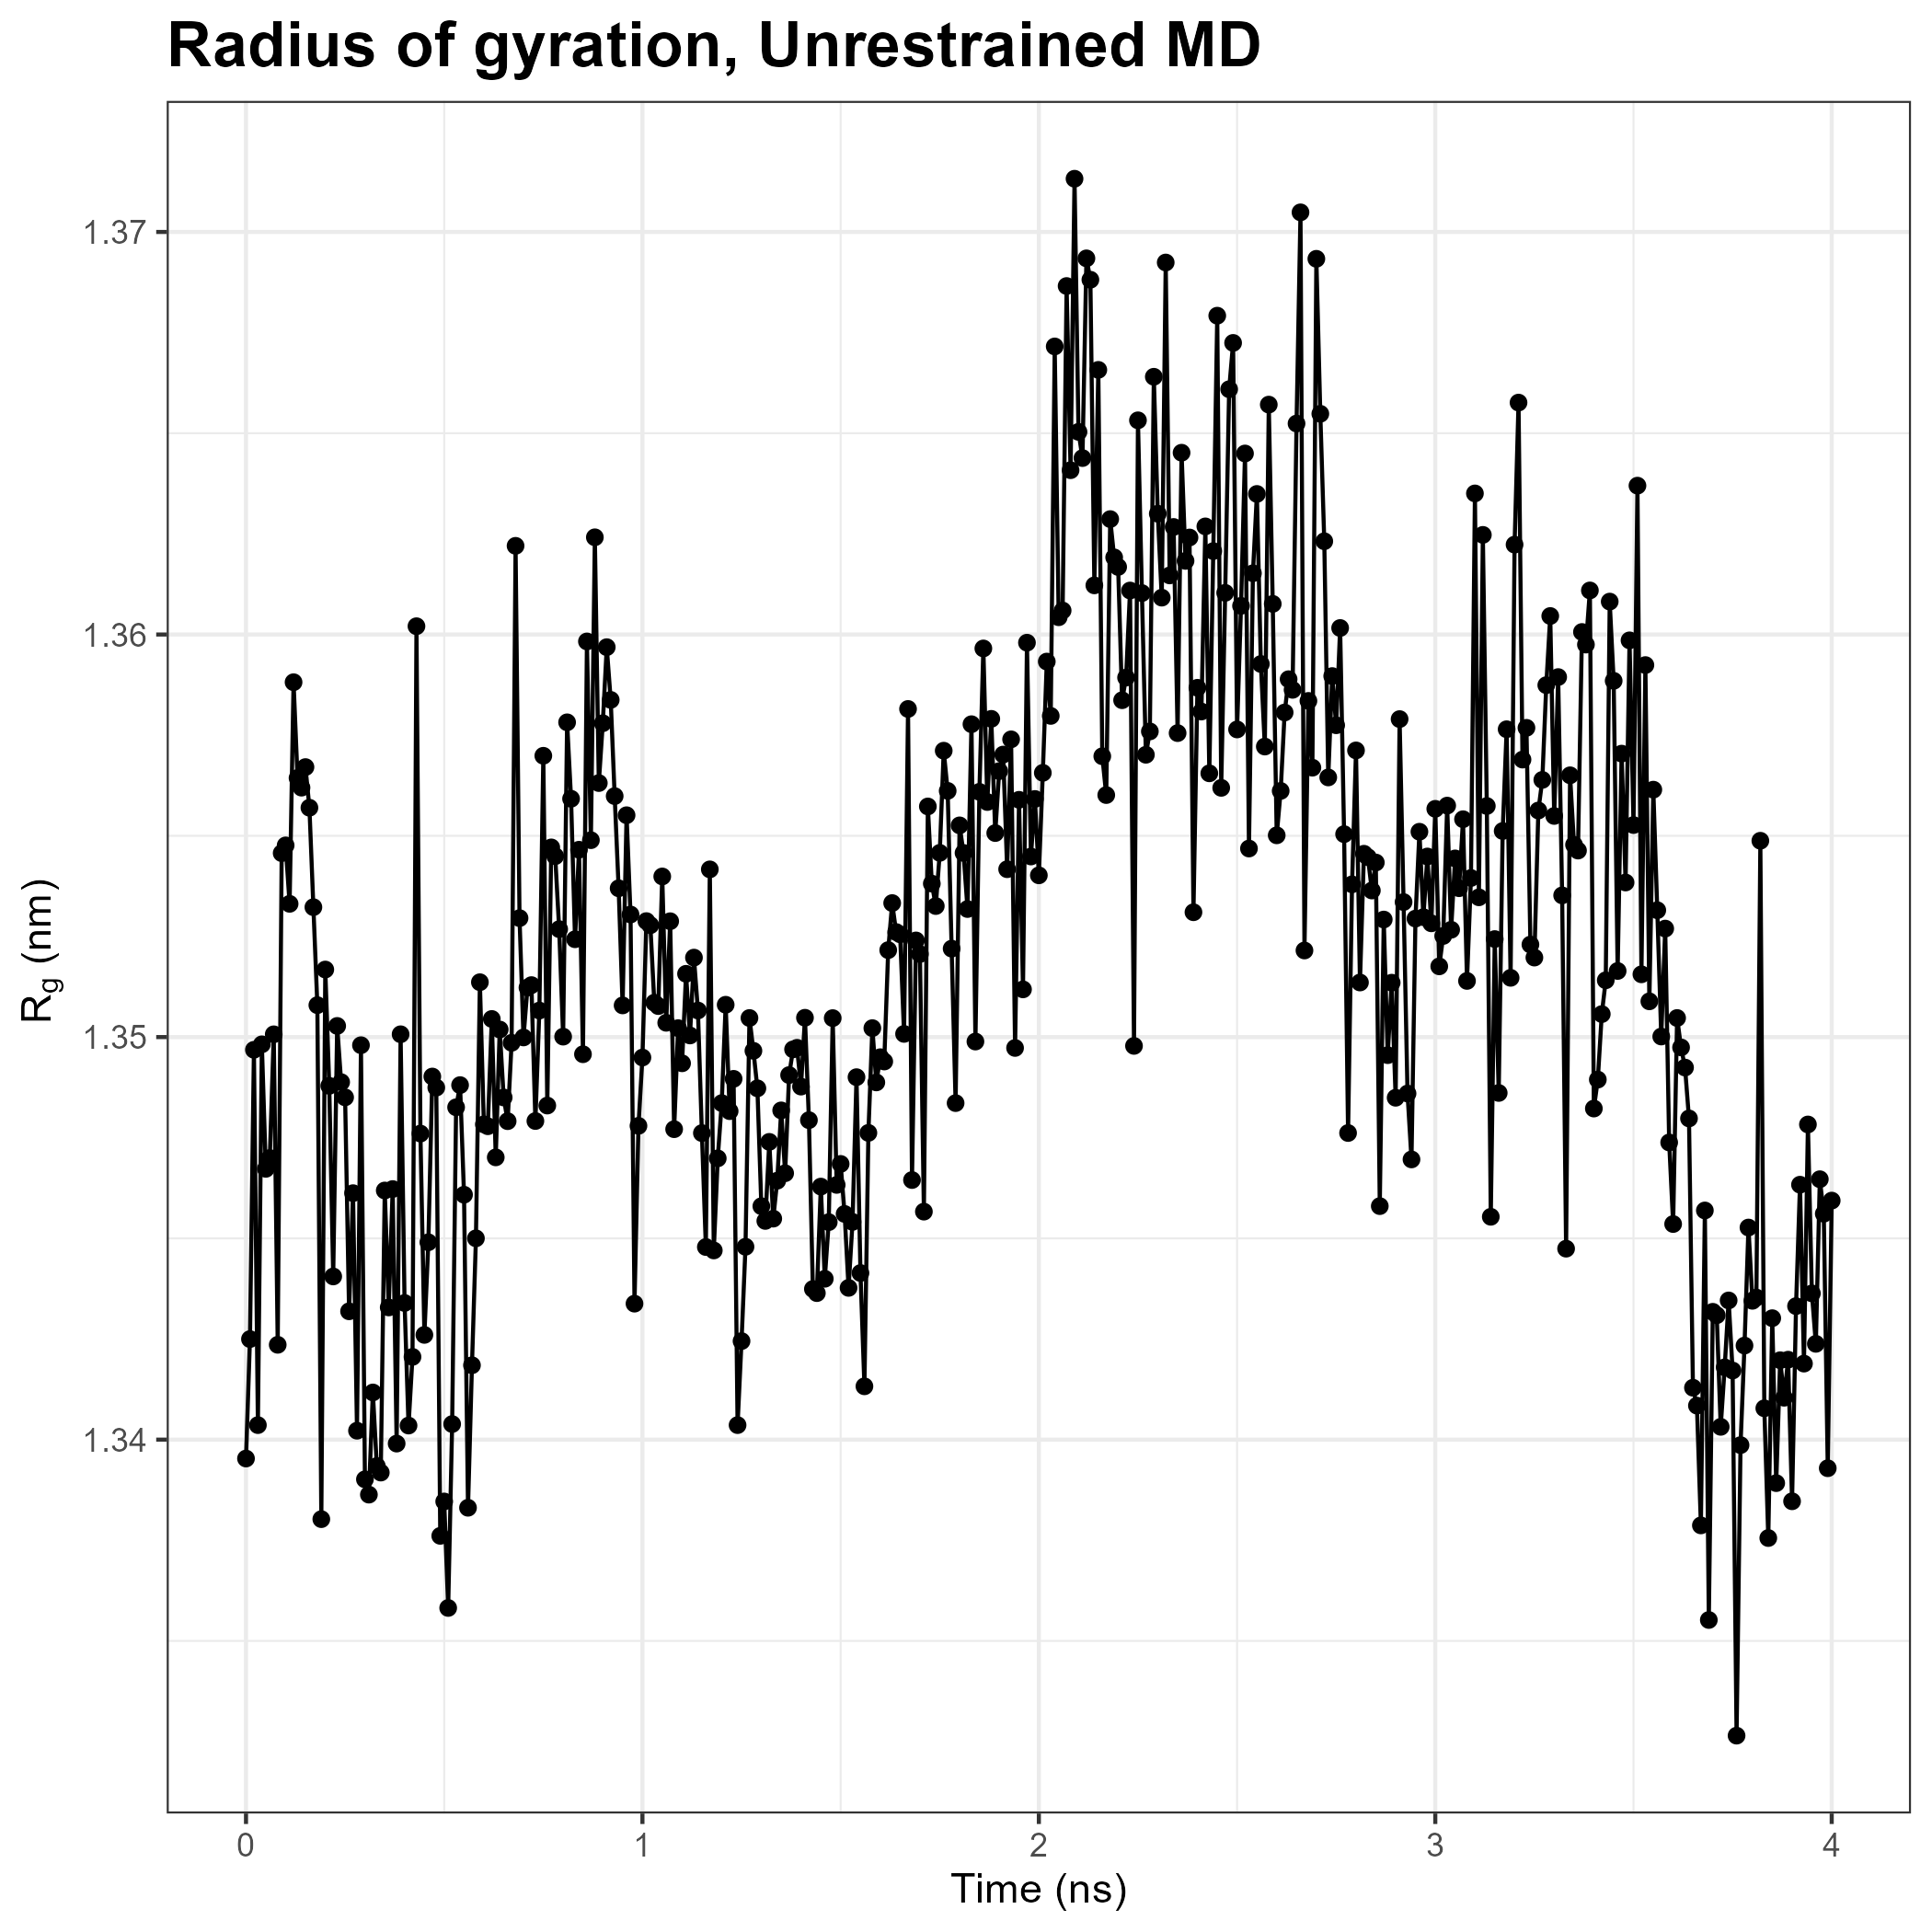 Radius of gyration, Unrestrained MD
Rg (nm)
1.37
1.36
1.35
1.34
0 1 2 3 4
Time (ns)